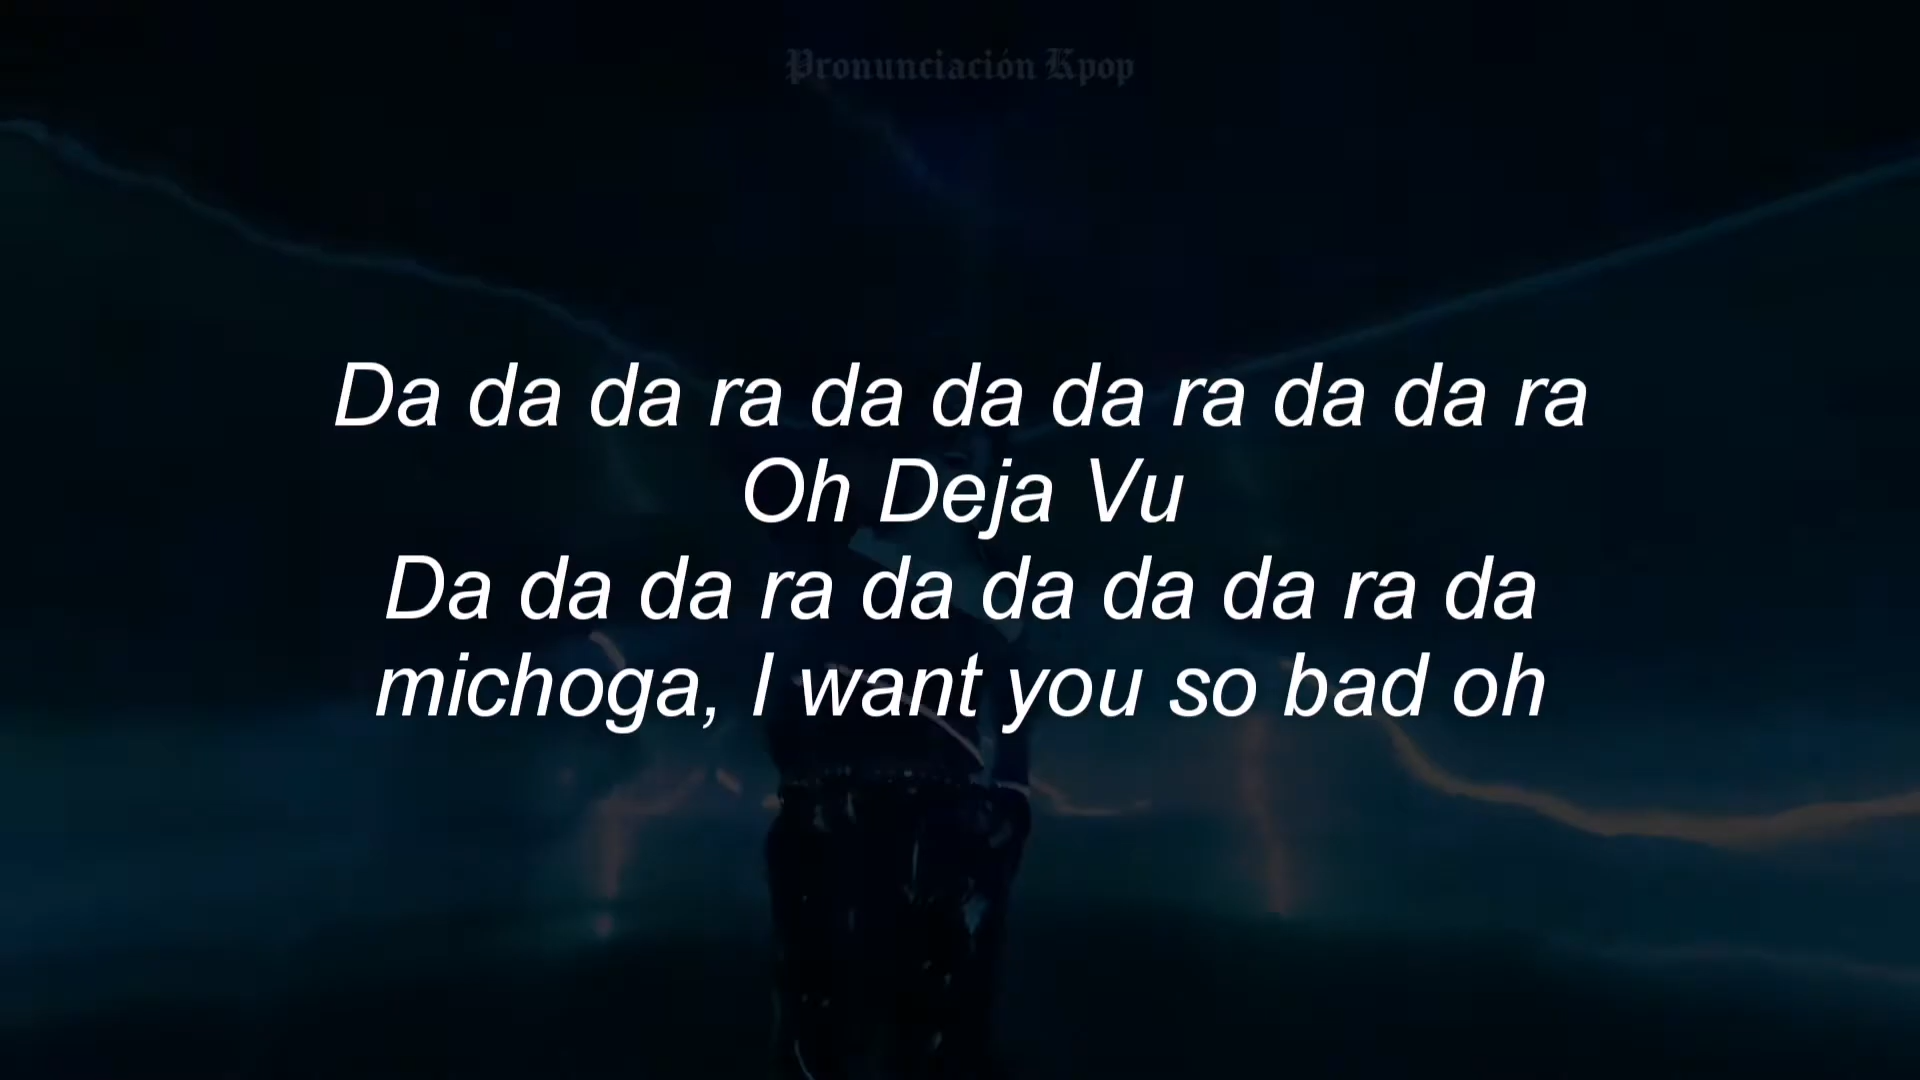 Pronunciación Kpop
Da da da ra da da da ra da da ra
Oh Deja Vu
Da da da ra da da da da ra da
michoga, I want you so bad oh